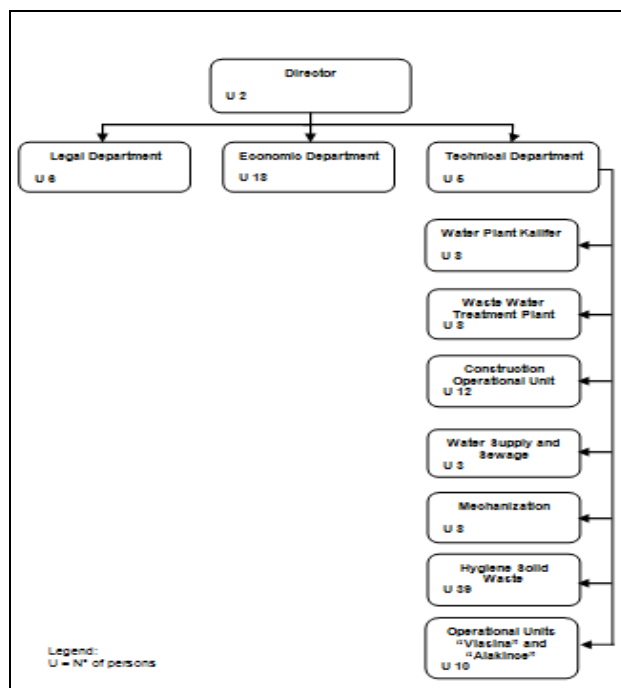 Director
U 2
Legal Department
U 6
Economic Department
U 18
Technical Department
U 5
Water Plant Kalifer
U 8
Waste Water
Treatment Plant
U 8
Construction
Operational Unit
U 12
Water Supply and
Sewage
U 3
Mechanization
U 8
Hygiene Solid
Waste
U 39
Operational Units
"Vlasina" and
U 10
Legend:
U = N° of persons